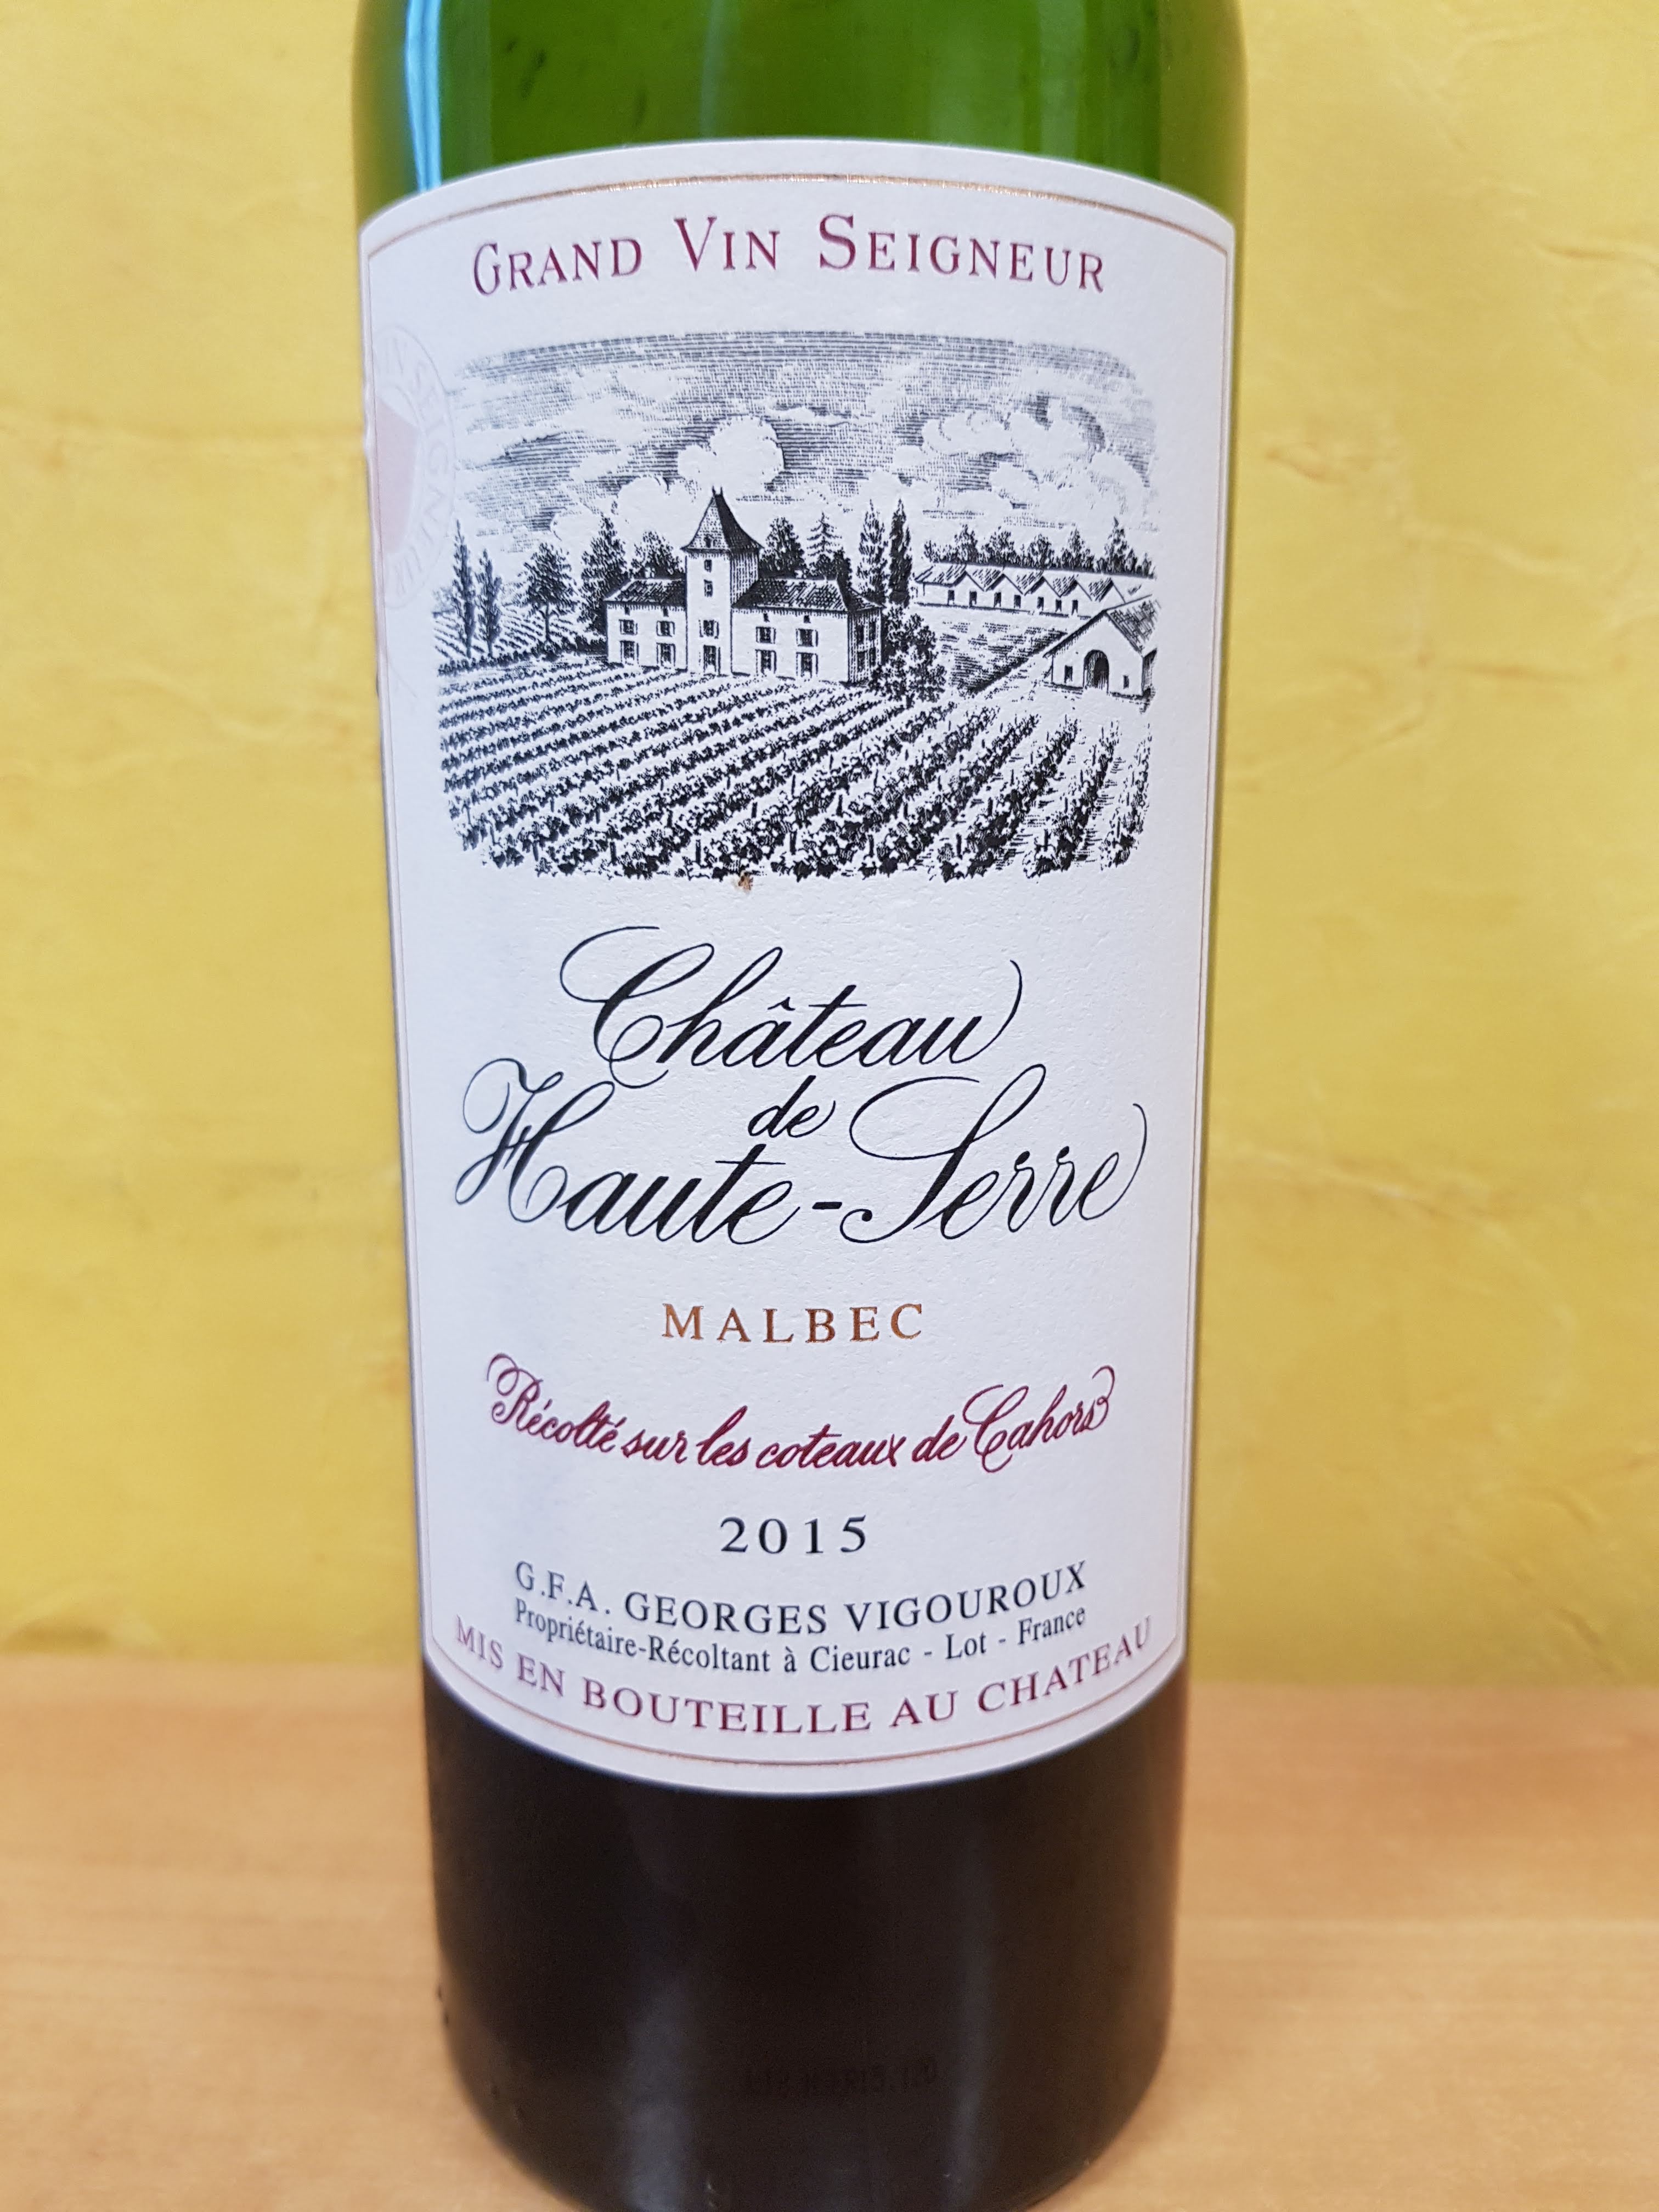 GRAND VIN SEIGNEUR
Château
de
Haute-Serre
MALBEC
Récolté sur les coteaux de Cahors
2015
G.F.A. GEORGES VIGOUROUX
Propriétaire-Récoltant à Cieurac - Lot - France
MIS EN BOUTEILLE AU CHATEAU